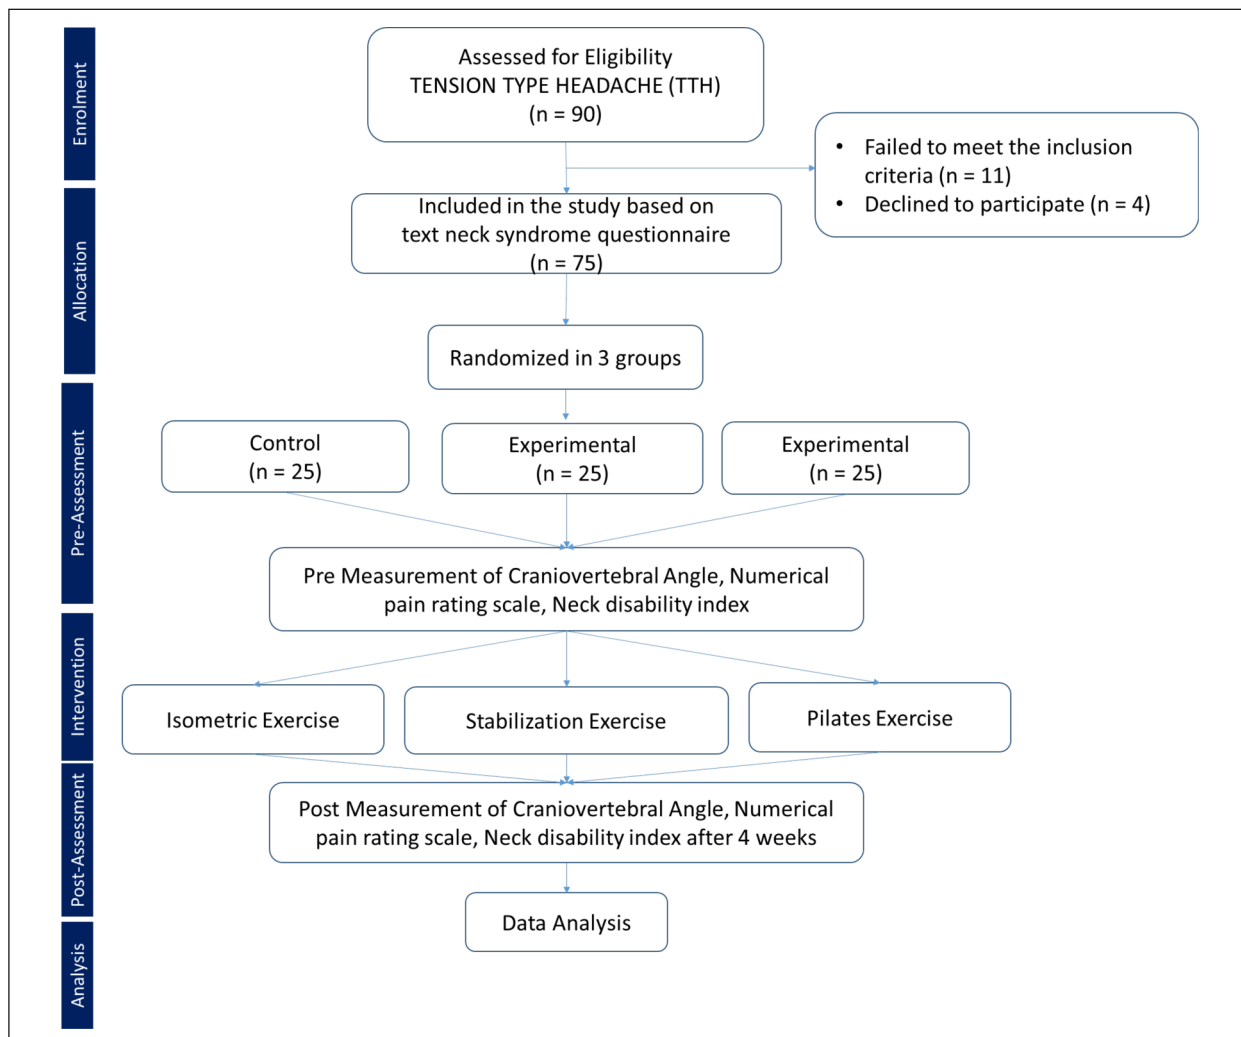 Enrolment
Assessed for Eligibility
TENSION TYPE HEADACHE (TTH)
(n = 90)
• Failed to meet the inclusion
criteria (n = 11)
• Declined to participate (n = 4)
Allocation
Included in the study based on
text neck syndrome questionnaire
(n = 75)
Randomized in 3 groups
Pre-Assessment
Control
(n = 25)
Experimental
(n = 25)
Experimental
(n = 25)
Pre Measurement of Craniovertebral Angle, Numerical
pain rating scale, Neck disability index
Intervention
Isometric Exercise
Stabilization Exercise
Pilates Exercise
Post-Assessment
Post Measurement of Craniovertebral Angle, Numerical
pain rating scale, Neck disability index after 4 weeks
Analysis
Data Analysis